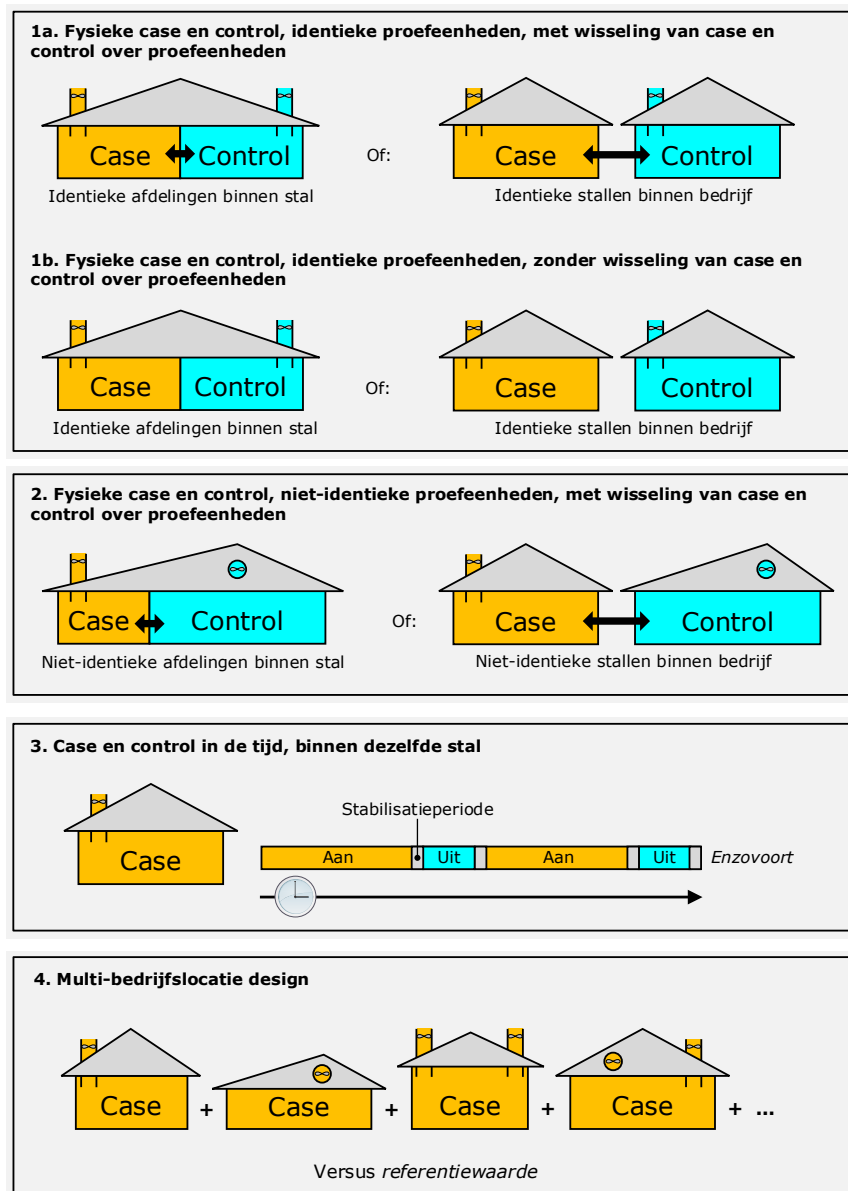 1a. Fysieke case en control, identieke proefeenheden, met wisseling van case en
control over proefeenheden
Case Control Of: Case Control
Identieke afdelingen binnen stal Identieke stallen binnen bedrijf
1b. Fysieke case en control, identieke proefeenheden, zonder wisseling van case en
control over proefeenheden
Case Control Of: Case Control
Identieke afdelingen binnen stal Identieke stallen binnen bedrijf
2. Fysieke case en control, niet-identieke proefeenheden, met wisseling van case en
control over proefeenheden
Case Control Of: Case Control
Niet-identieke afdelingen binnen stal Niet-identieke stallen binnen bedrijf
3. Case en control in de tijd, binnen dezelfde stal
Stabilisatieperiode
Case Aan Uit Aan Uit Enzovoort
4. Multi-bedrijfslocatie design
Case + Case + Case + Case + ...
Versus referentiewaarde